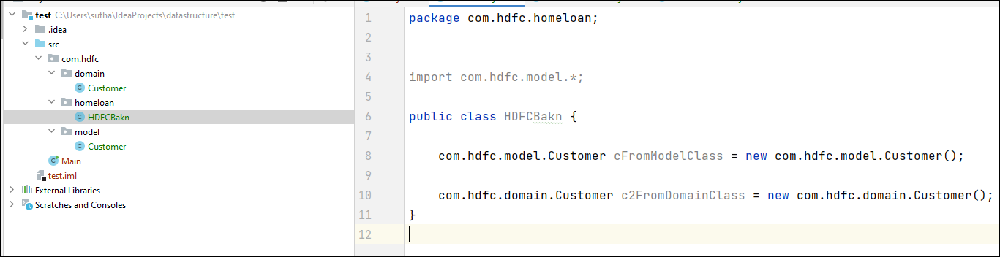 test C:\Users\sutha\IdeaProjects\datastructure\test
.idea
src
com.hdfc
domain
Customer
homeloan
HDFCBakn
model
Customer
Main
test.iml
External Libraries
Scratches and Consoles
1 package com.hdfc.homeloan;
2
3
4 import com.hdfc.model.*;
5
6 public class HDFCBakn {
7
8 com.hdfc.model.Customer cFromModelClass = new com.hdfc.model.Customer();
9
10 com.hdfc.domain.Customer c2FromDomainClass = new com.hdfc.domain.Customer();
11 }
12